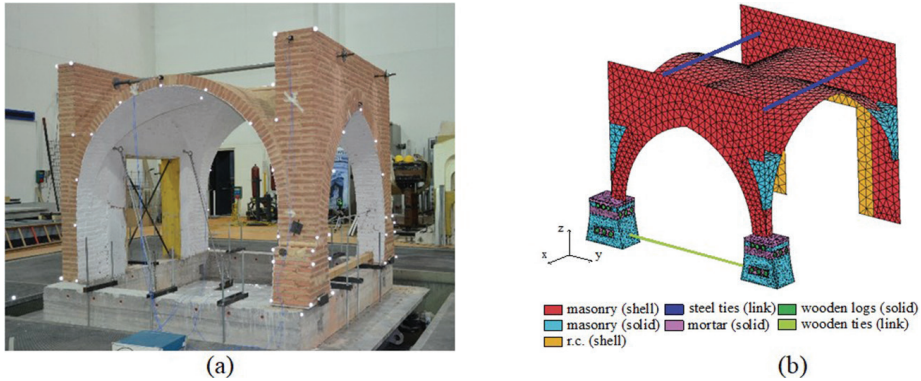 z
x
y
masonry (shell) steel ties (link) wooden logs (solid)
masonry (solid) mortar (solid) wooden ties (link)
r.c. (shell)
(a) (b)